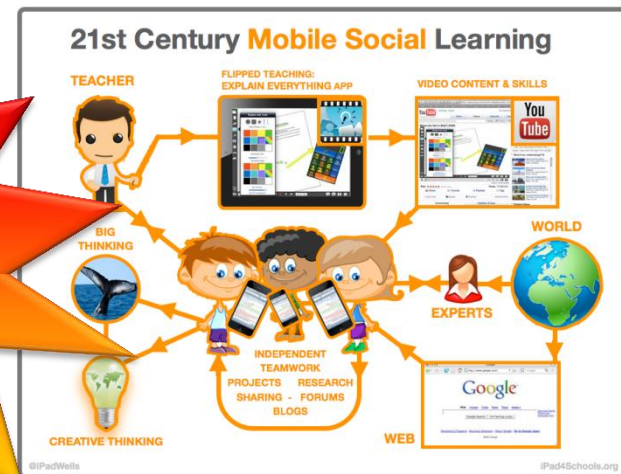 21st Century Mobile Social Learning
TEACHER
FLIPPED TEACHING:
EXPLAIN EVERYTHING APP
VIDEO CONTENT & SKILLS
You
Tube
BIG
THINKING
WORLD
EXPERTS
INDEPENDENT
TEAMWORK
PROJECTS RESEARCH
SHARING - FORUMS
BLOGS
Google
WEB
CREATIVE THINKING
@iPadWells
iPad4Schools.org